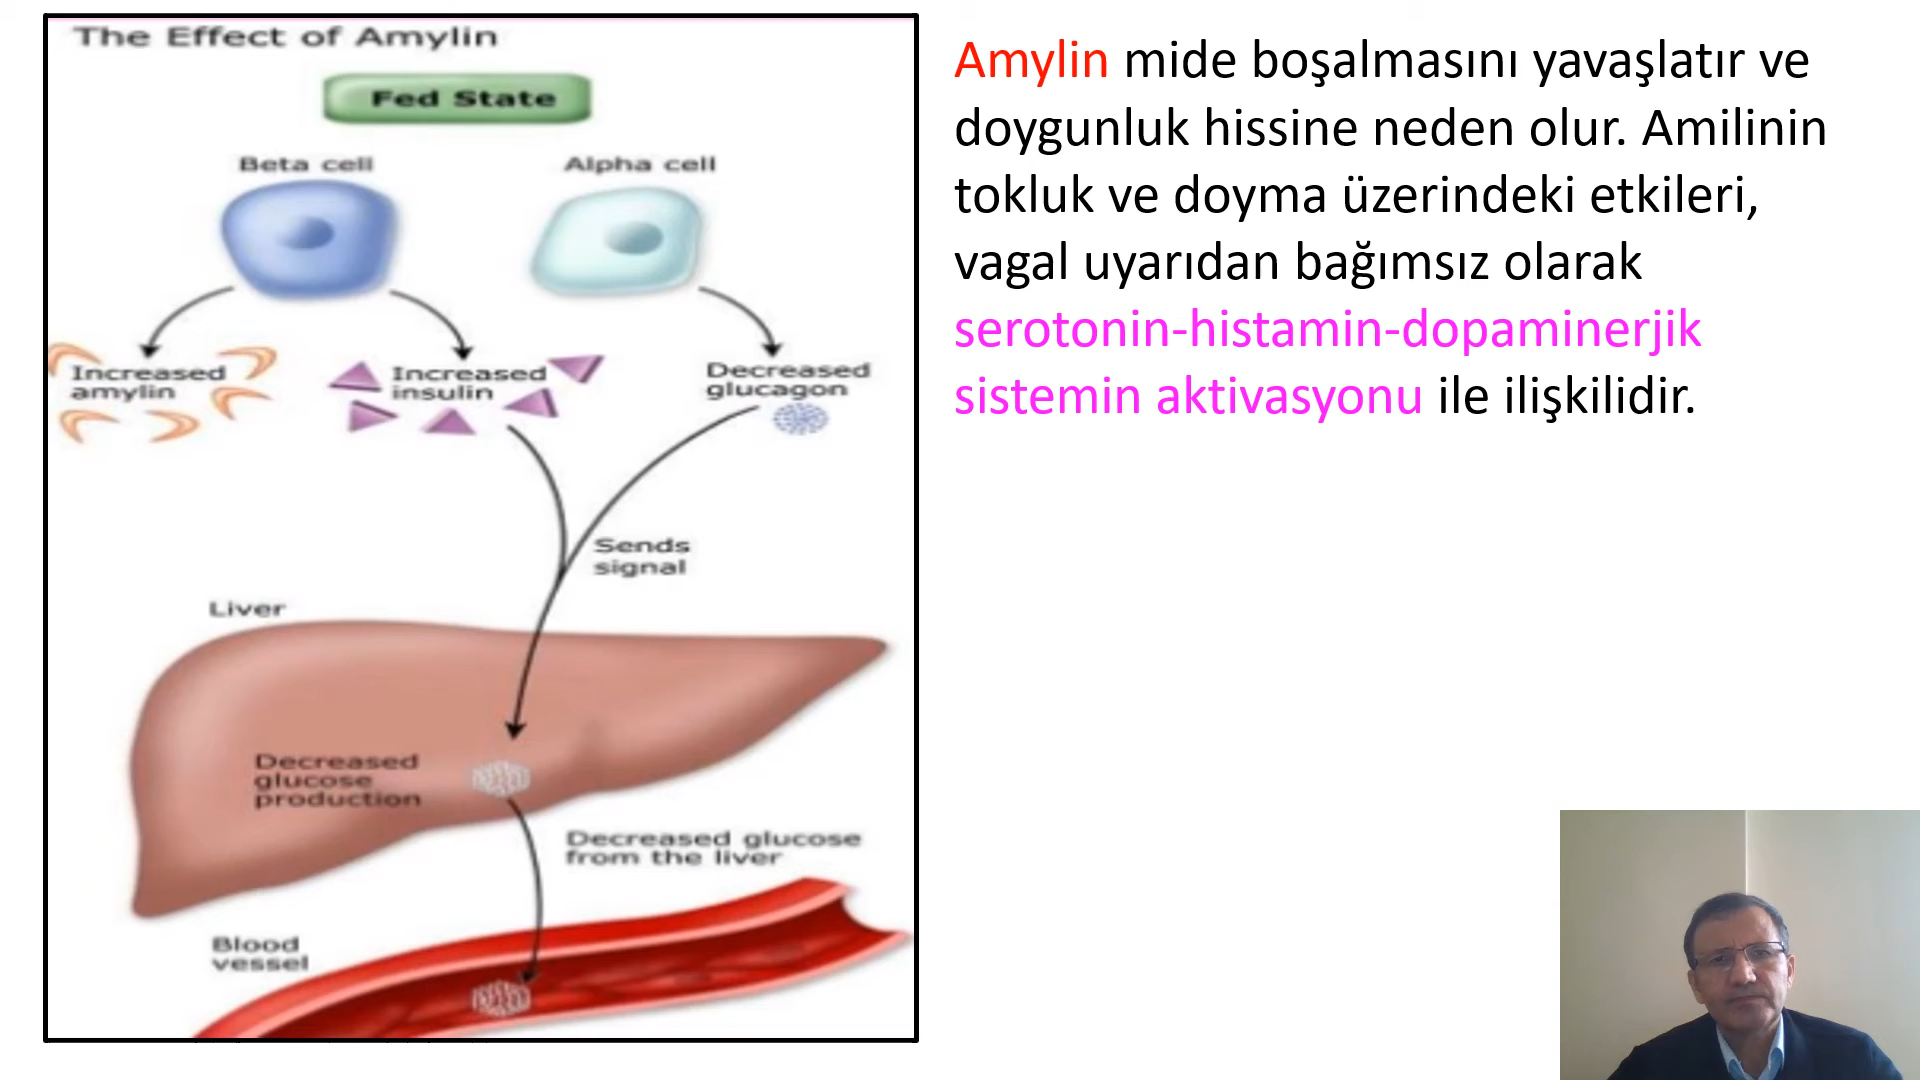 The Effect of Amylin
Fed State
Beta cell
Alpha cell
Increased
amylin
Increased
insulin
Decreased
glucagon
Sends
signal
Liver
Decreased
glucose
production
Decreased glucose
from the liver
Blood
vessel
Amylin mide boşalmasını yavaşlatır ve
doygunluk hissine neden olur. Amilinin
tokluk ve doyma üzerindeki etkileri,
vagal uyarıdan bağımsız olarak
serotonin-histamin-dopaminerjik
sistemin aktivasyonu ile ilişkilidir.